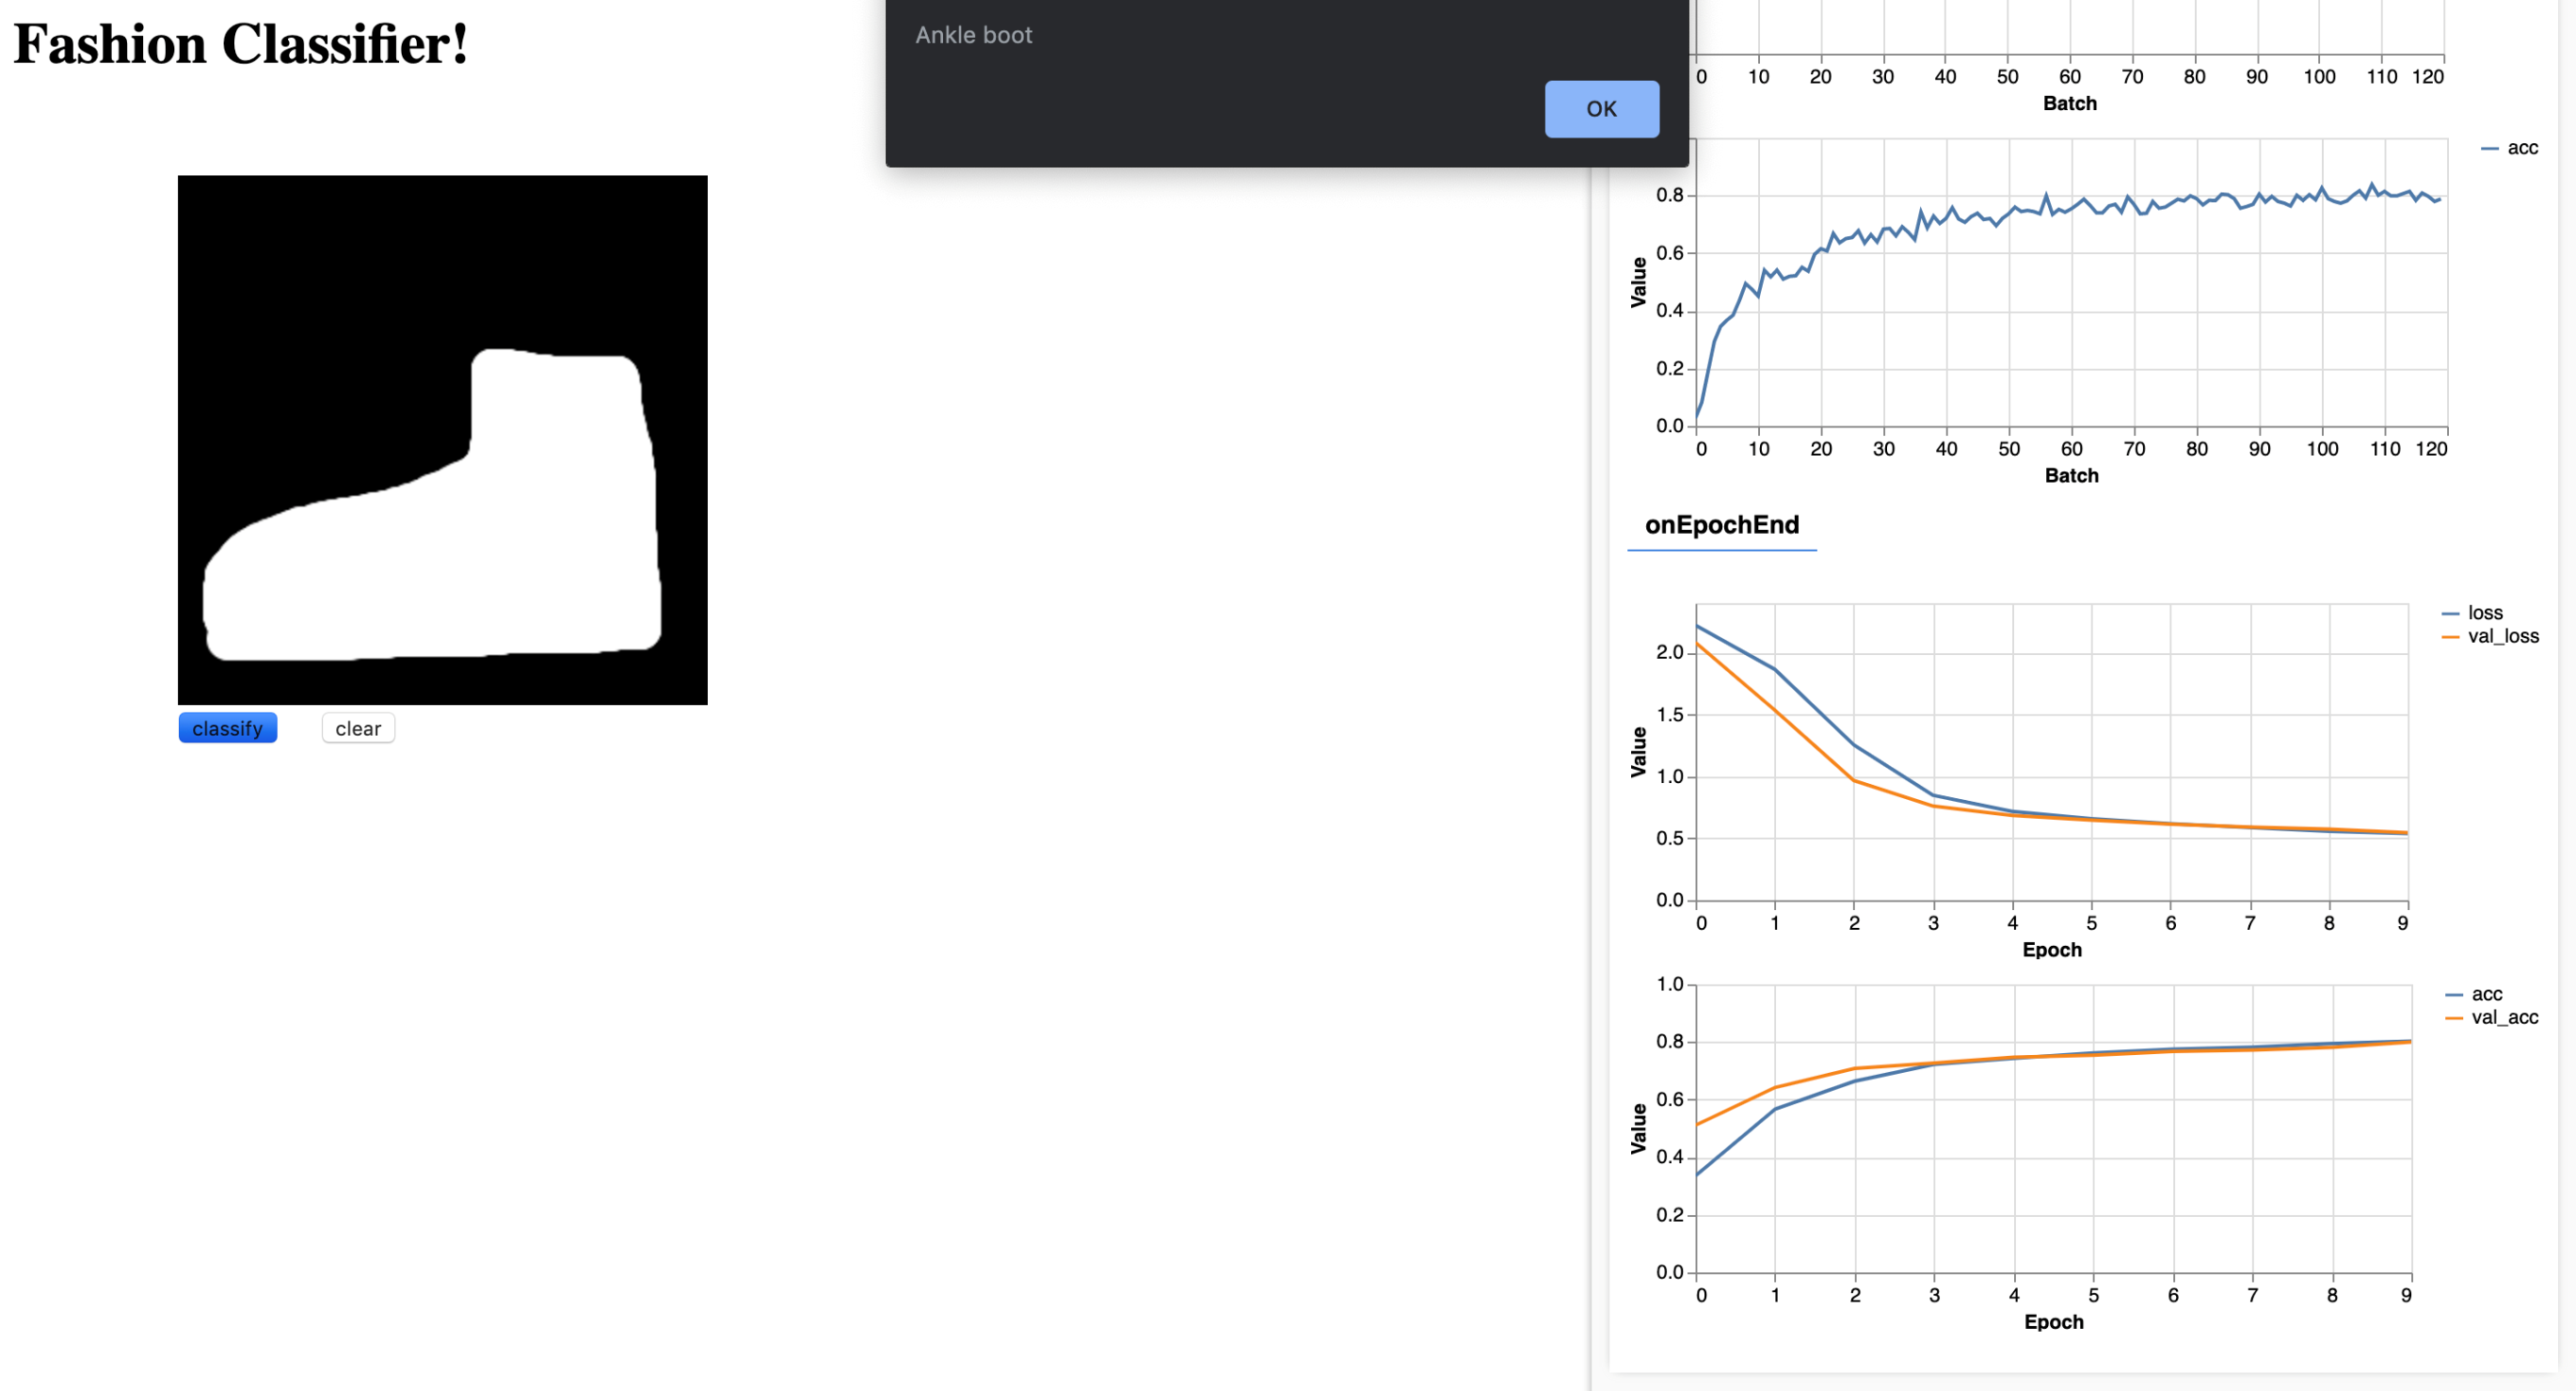 Fashion Classifier!
Ankle boot
OK
classify clear
0 10 20 30 40 50 60 70 80 90 100 110 120
Batch
acc
0.8
0.6
0.4
0.2
0.0
Value
0 10 20 30 40 50 60 70 80 90 100 110 120
Batch
onEpochEnd
loss
val_loss
2.0
1.5
1.0
0.5
0.0
Value
0 1 2 3 4 5 6 7 8 9
Epoch
acc
val_acc
1.0
0.8
0.6
0.4
0.2
0.0
Value
0 1 2 3 4 5 6 7 8 9
Epoch